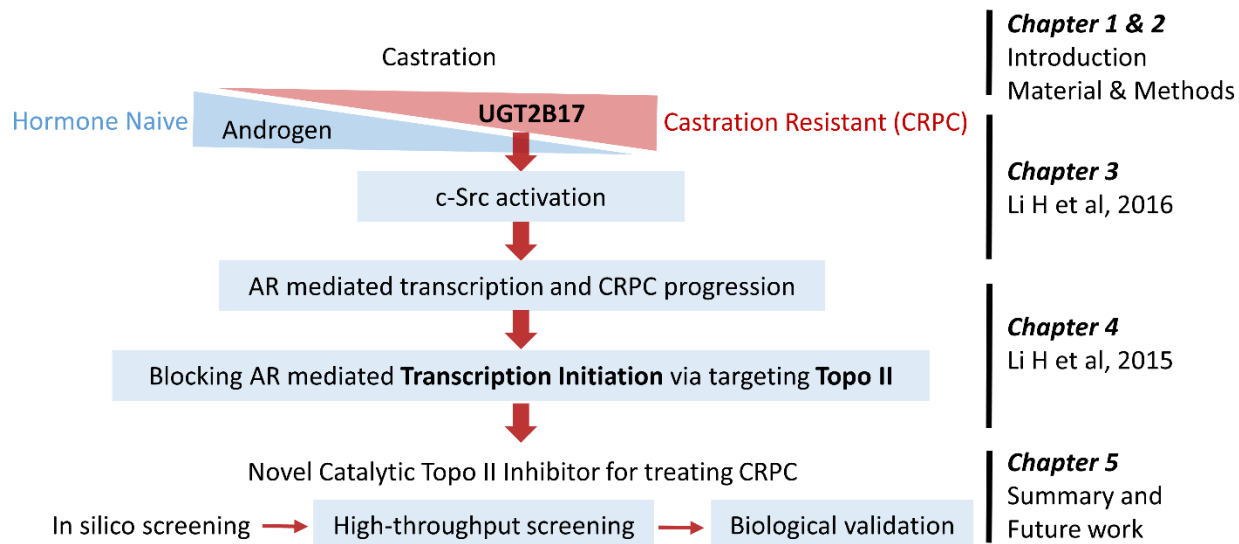 Castration
Hormone Naive
Androgen
UGT2B17
Castration Resistant (CRPC)
c-Src activation
AR mediated transcription and CRPC progression
Blocking AR mediated Transcription Initiation via targeting Topo II
Novel Catalytic Topo II Inhibitor for treating CRPC
In silico screening
High-throughput screening
Biological validation
Chapter 1 & 2
Introduction
Material & Methods
Chapter 3
Li H et al, 2016
Chapter 4
Li H et al, 2015
Chapter 5
Summary and
Future work